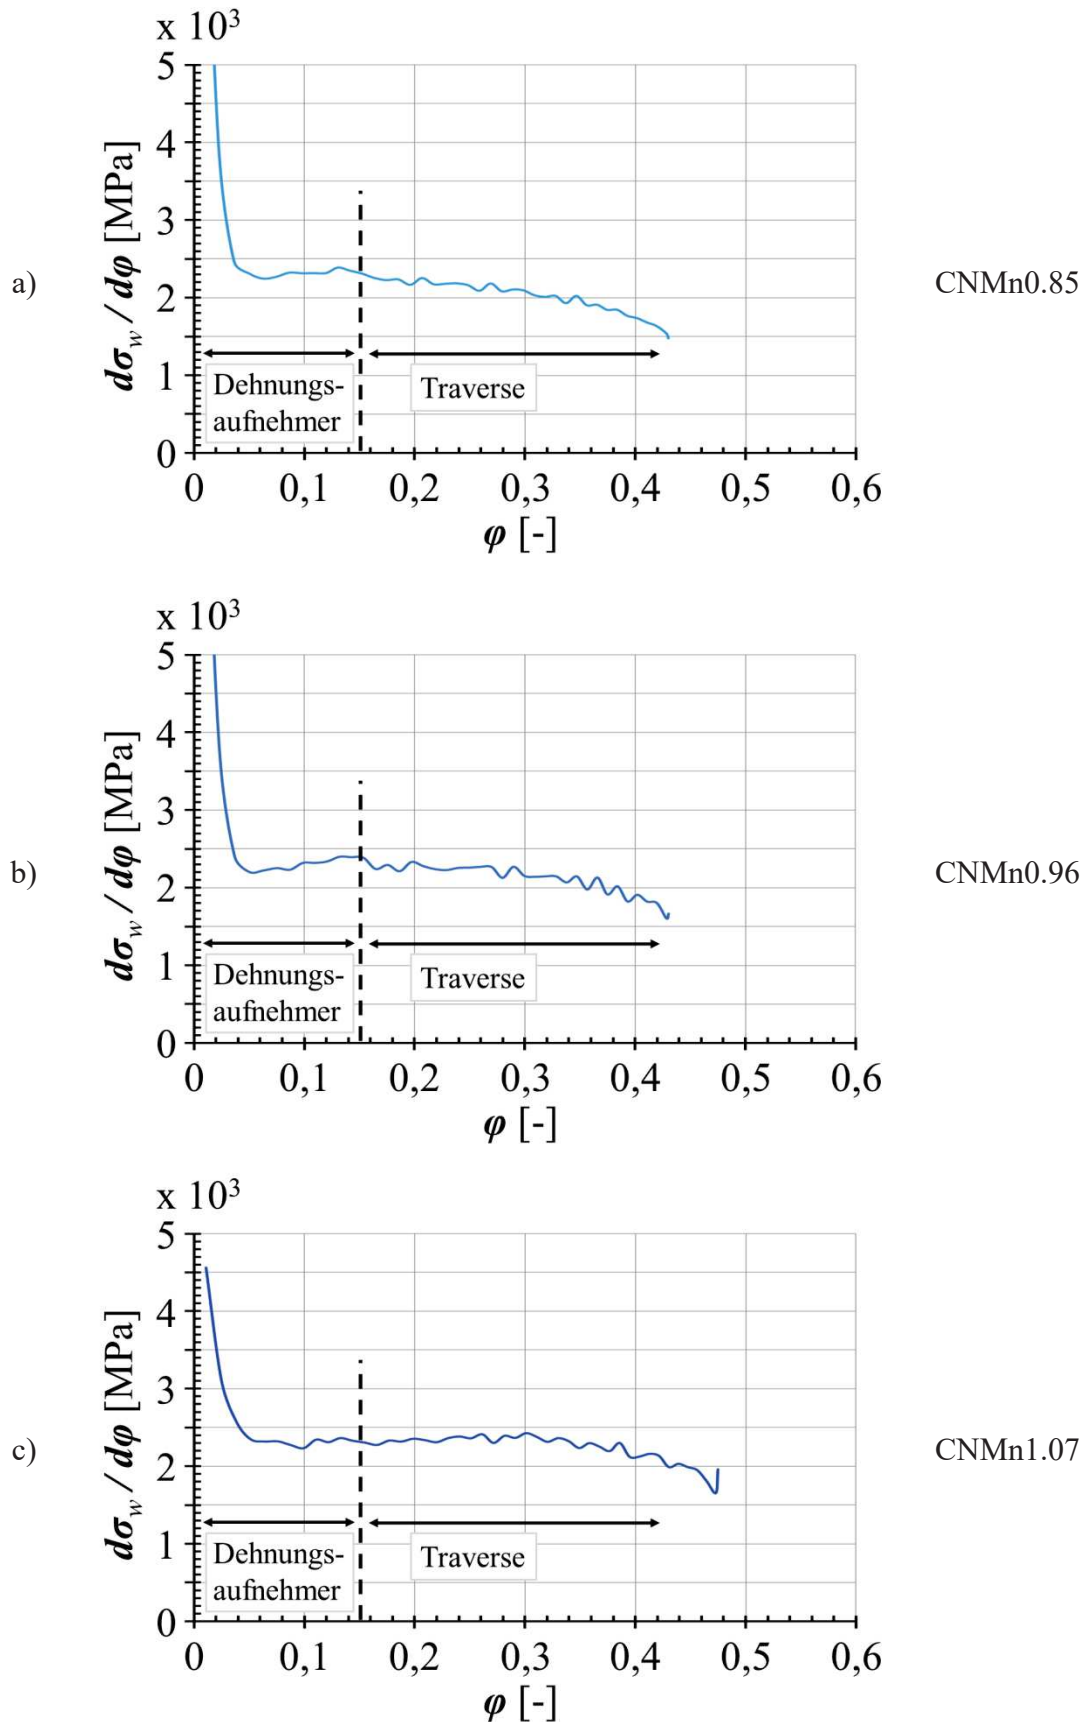 x 10³
5
4
3
2
1
0
dσw / dφ [MPa]
a)
CNMn0.85
Dehnungs-
aufnehmer
Traverse
0 0,1 0,2 0,3 0,4 0,5 0,6
φ [-]
x 10³
5
4
3
2
1
0
dσw / dφ [MPa]
b)
CNMn0.96
Dehnungs-
aufnehmer
Traverse
0 0,1 0,2 0,3 0,4 0,5 0,6
φ [-]
x 10³
5
4
3
2
1
0
dσw / dφ [MPa]
c)
CNMn1.07
Dehnungs-
aufnehmer
Traverse
0 0,1 0,2 0,3 0,4 0,5 0,6
φ [-]